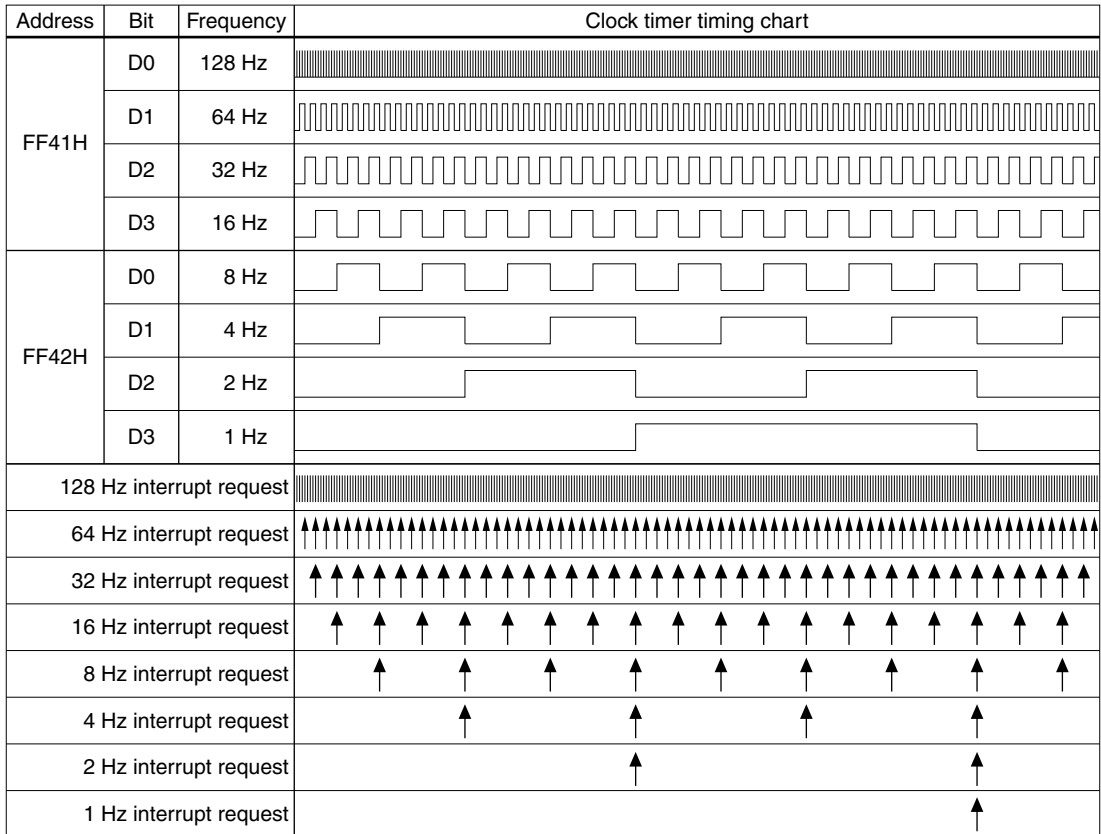 Address Bit Frequency Clock timer timing chart
FF41H
D0 128 Hz
D1 64 Hz
D2 32 Hz
D3 16 Hz
FF42H
D0 8 Hz
D1 4 Hz
D2 2 Hz
D3 1 Hz
128 Hz interrupt request
64 Hz interrupt request
32 Hz interrupt request
16 Hz interrupt request
8 Hz interrupt request
4 Hz interrupt request
2 Hz interrupt request
1 Hz interrupt request